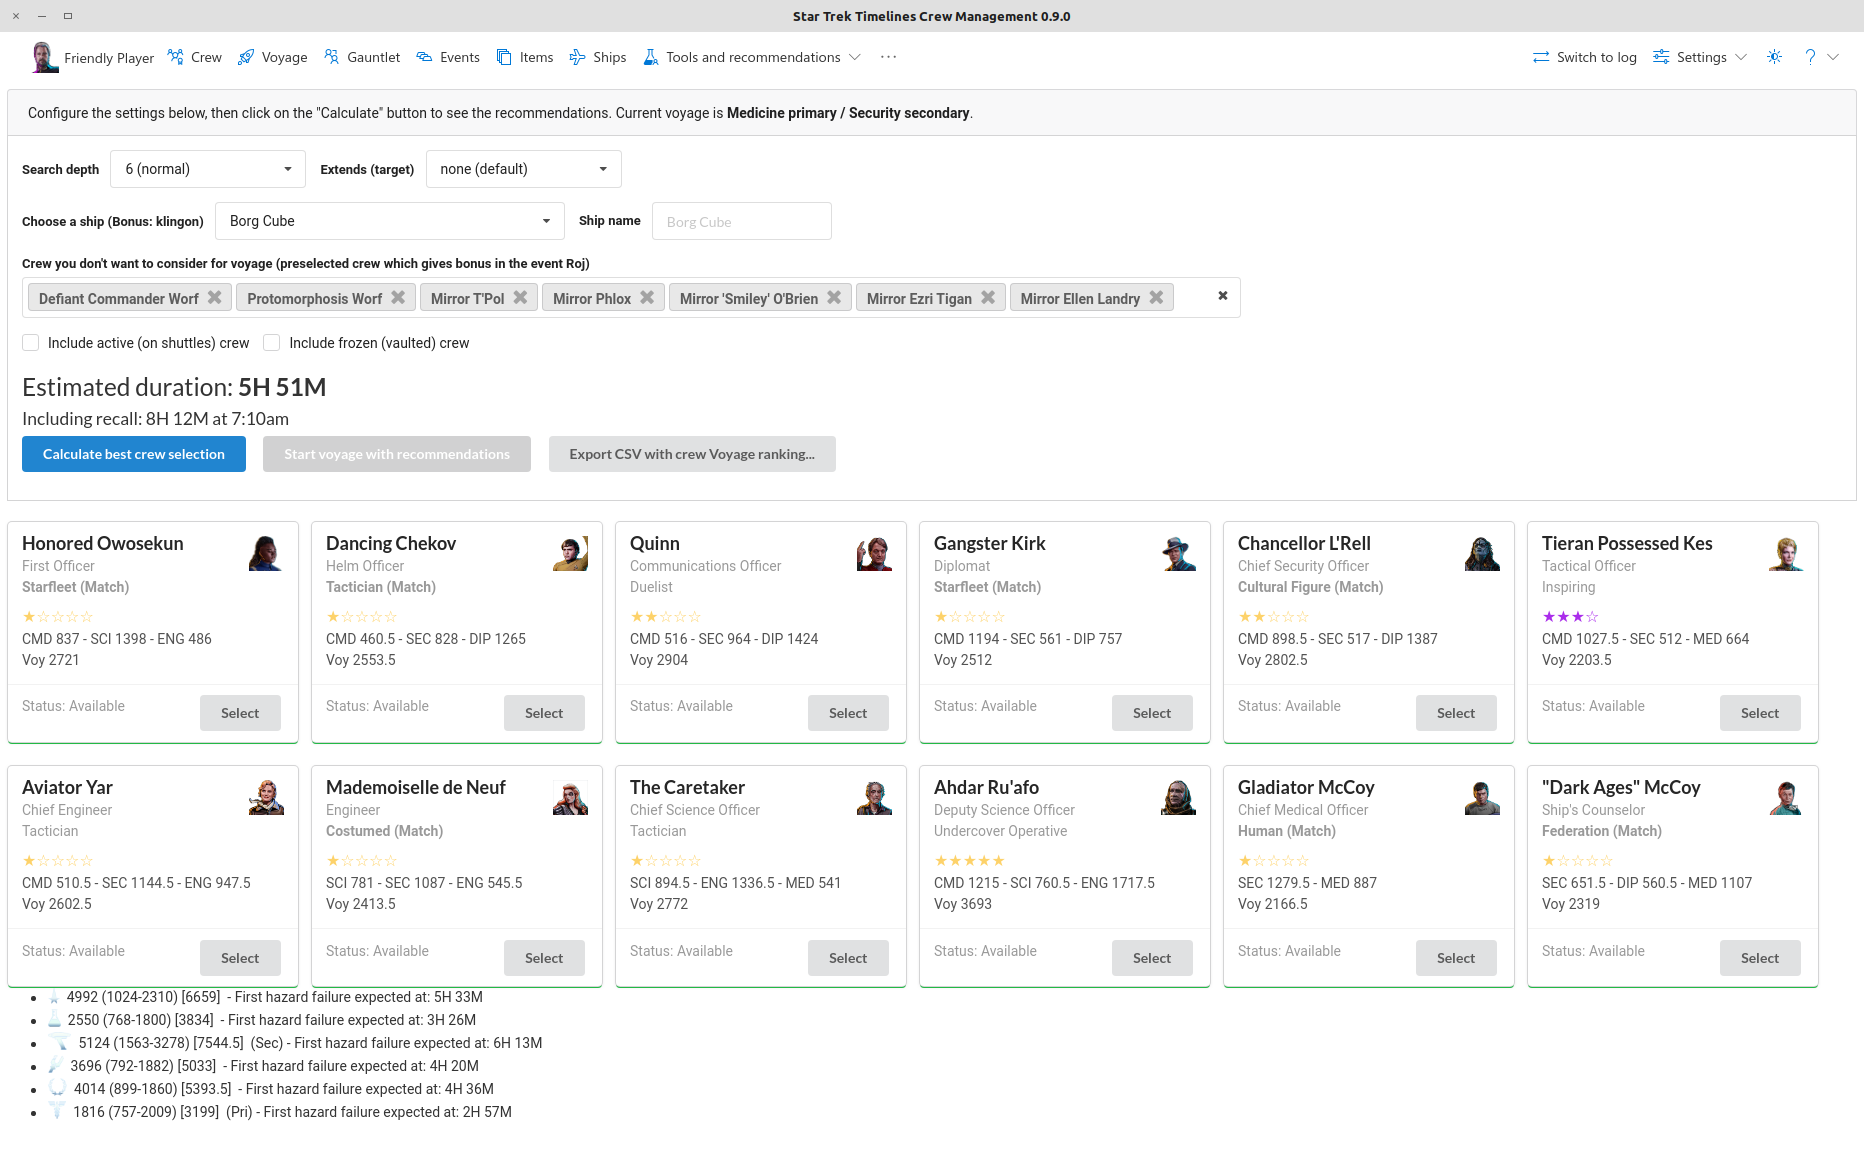 Star Trek Timelines Crew Management 0.9.0
Friendly Player Crew Voyage Gauntlet Events Items Ships Tools and recommendations ··· Switch to log Settings ?
Configure the settings below, then click on the "Calculate" button to see the recommendations. Current voyage is Medicine primary / Security secondary.
Search depth 6 (normal) Extends (target) none (default)
Choose a ship (Bonus: klingon) Borg Cube Ship name Borg Cube
Crew you don't want to consider for voyage (preselected crew which gives bonus in the event Roj)
Defiant Commander Worf Protomorphosis Worf Mirror T'Pol Mirror Phlox Mirror 'Smiley' O'Brien Mirror Ezri Tigan Mirror Ellen Landry
Include active (on shuttles) crew Include frozen (vaulted) crew
Estimated duration: 5H 51M
Including recall: 8H 12M at 7:10am
Calculate best crew selection Start voyage with recommendations Export CSV with crew Voyage ranking...
Honored Owosekun
First Officer
Starfleet (Match)
CMD 837 - SCI 1398 - ENG 486
Voy 2721
Status: Available Select
Dancing Chekov
Helm Officer
Tactician (Match)
CMD 460.5 - SEC 828 - DIP 1265
Voy 2553.5
Status: Available Select
Quinn
Communications Officer
Duelist
CMD 516 - SEC 964 - DIP 1424
Voy 2904
Status: Available Select
Gangster Kirk
Diplomat
Starfleet (Match)
CMD 1194 - SEC 561 - DIP 757
Voy 2512
Status: Available Select
Chancellor L'Rell
Chief Security Officer
Cultural Figure (Match)
CMD 898.5 - SEC 517 - DIP 1387
Voy 2802.5
Status: Available Select
Tieran Possessed Kes
Tactical Officer
Inspiring
CMD 1027.5 - SEC 512 - MED 664
Voy 2203.5
Status: Available Select
Aviator Yar
Chief Engineer
Tactician
CMD 510.5 - SEC 1144.5 - ENG 947.5
Voy 2602.5
Status: Available Select
Mademoiselle de Neuf
Engineer
Costumed (Match)
SCI 781 - SEC 1087 - ENG 545.5
Voy 2413.5
Status: Available Select
The Caretaker
Chief Science Officer
Tactician
SCI 894.5 - ENG 1336.5 - MED 541
Voy 2772
Status: Available Select
Ahdar Ru'afo
Deputy Science Officer
Undercover Operative
CMD 1215 - SCI 760.5 - ENG 1717.5
Voy 3693
Status: Available Select
Gladiator McCoy
Chief Medical Officer
Human (Match)
SEC 1279.5 - MED 887
Voy 2166.5
Status: Available Select
"Dark Ages" McCoy
Ship's Counselor
Federation (Match)
SEC 651.5 - DIP 560.5 - MED 1107
Voy 2319
Status: Available Select
4992 (1024-2310) [6659] - First hazard failure expected at: 5H 33M
2550 (768-1800) [3834] - First hazard failure expected at: 3H 26M
5124 (1563-3278) [7544.5] (Sec) - First hazard failure expected at: 6H 13M
3696 (792-1882) [5033] - First hazard failure expected at: 4H 20M
4014 (899-1860) [5393.5] - First hazard failure expected at: 4H 36M
1816 (757-2009) [3199] (Pri) - First hazard failure expected at: 2H 57M